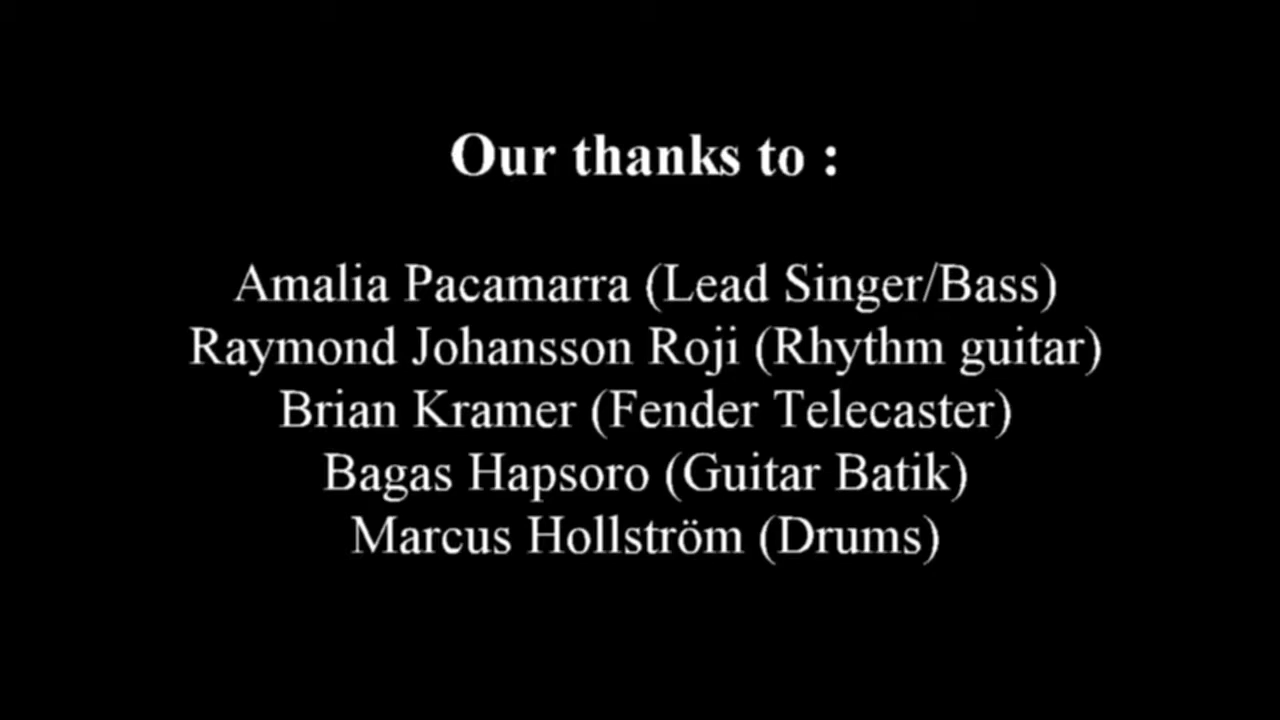 Our thanks to :
Amalia Pacamarra (Lead Singer/Bass)
Raymond Johansson Roji (Rhythm guitar)
Brian Kramer (Fender Telecaster)
Bagas Hapsoro (Guitar Batik)
Marcus Hollström (Drums)